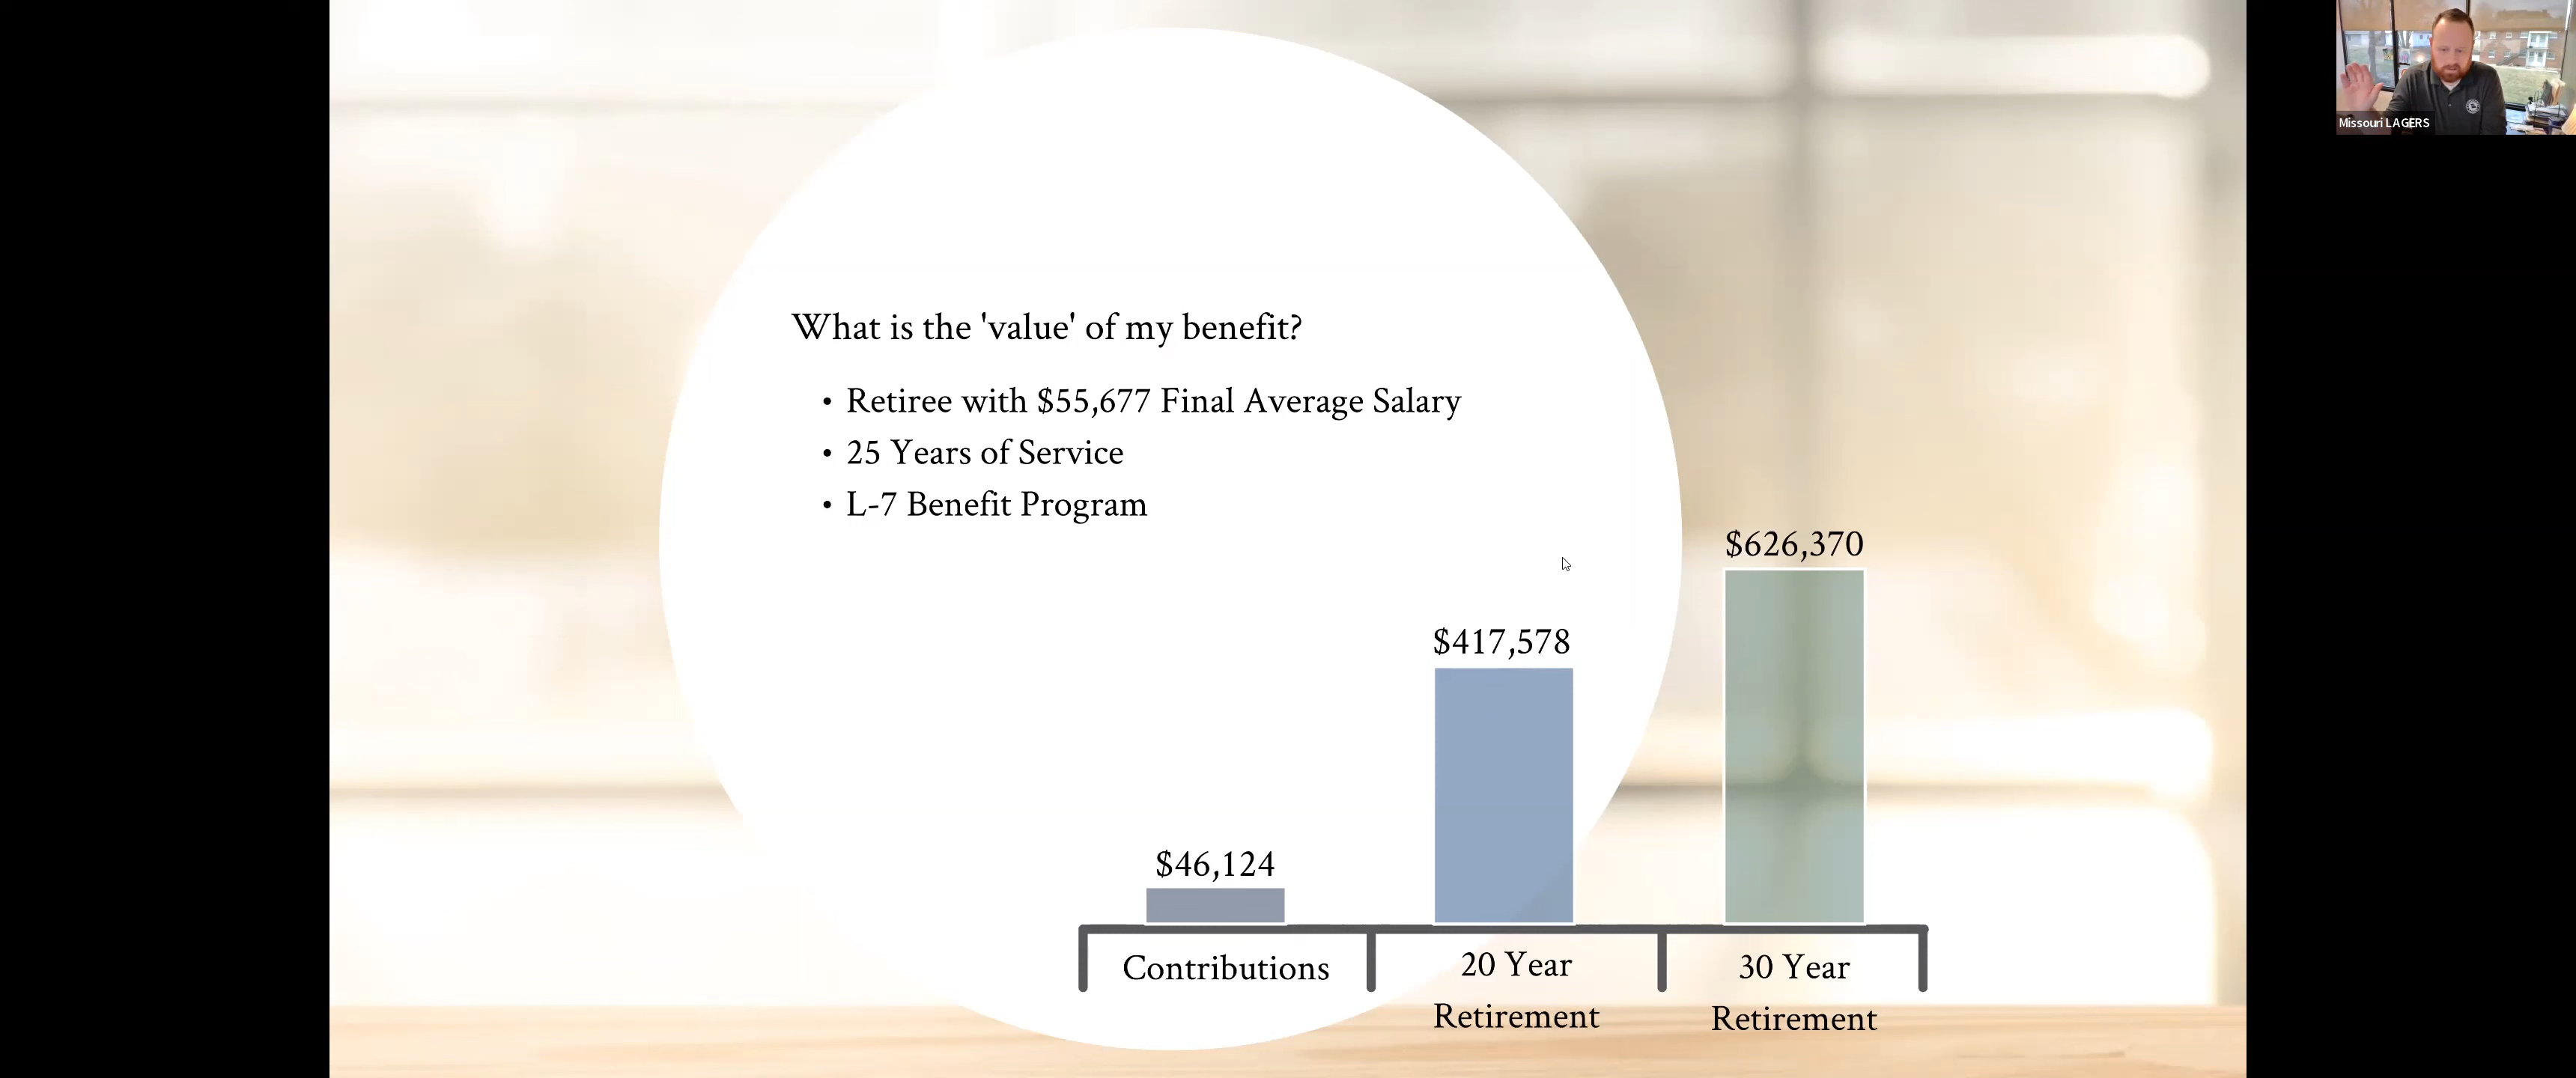 Missouri LAGERS
What is the 'value' of my benefit?
• Retiree with $55,677 Final Average Salary
• 25 Years of Service
• L-7 Benefit Program
$626,370
$417,578
$46,124
Contributions
20 Year
Retirement
30 Year
Retirement